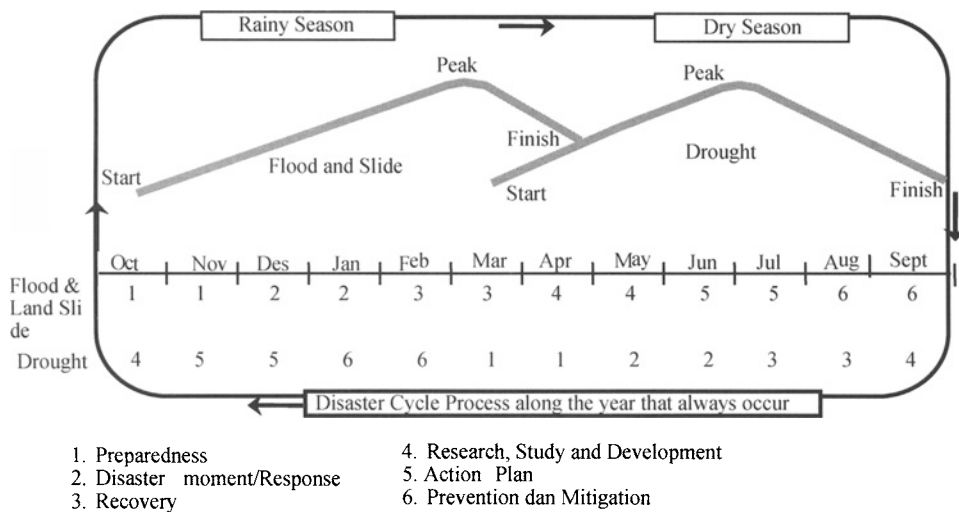 Rainy Season
Dry Season
Peak
Peak
Finish
Flood and Slide
Drought
Start
Start
Finish
Oct Nov Des Jan Feb Mar Apr May Jun Jul Aug Sept
Flood &
Land Sli
de
1 1 2 2 3 3 4 4 5 5 6 6
Drought 4 5 5 6 6 1 1 2 2 3 3 4
Disaster Cycle Process along the year that always occur
1. Preparedness
2. Disaster moment/Response
3. Recovery
4. Research, Study and Development
5. Action Plan
6. Prevention dan Mitigation